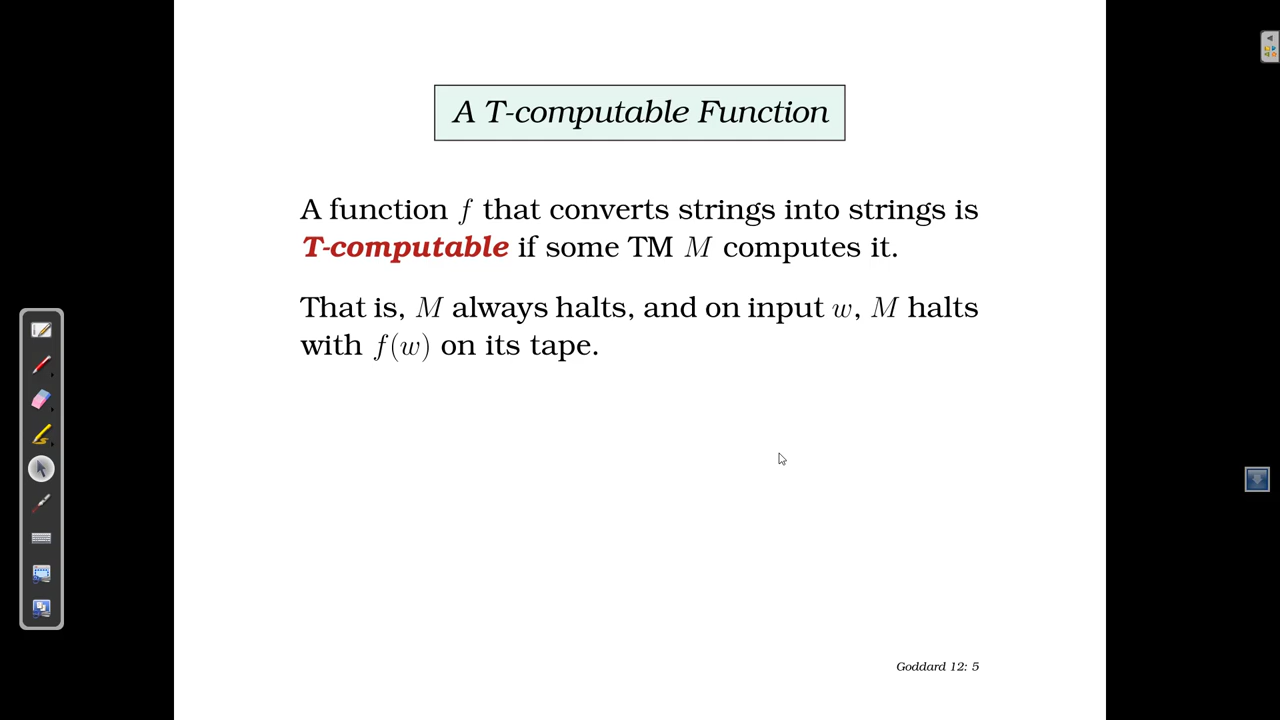 A T-computable Function
A function f that converts strings into strings is
T-computable if some TM M computes it.
That is, M always halts, and on input w, M halts
with f(w) on its tape.
Goddard 12: 5